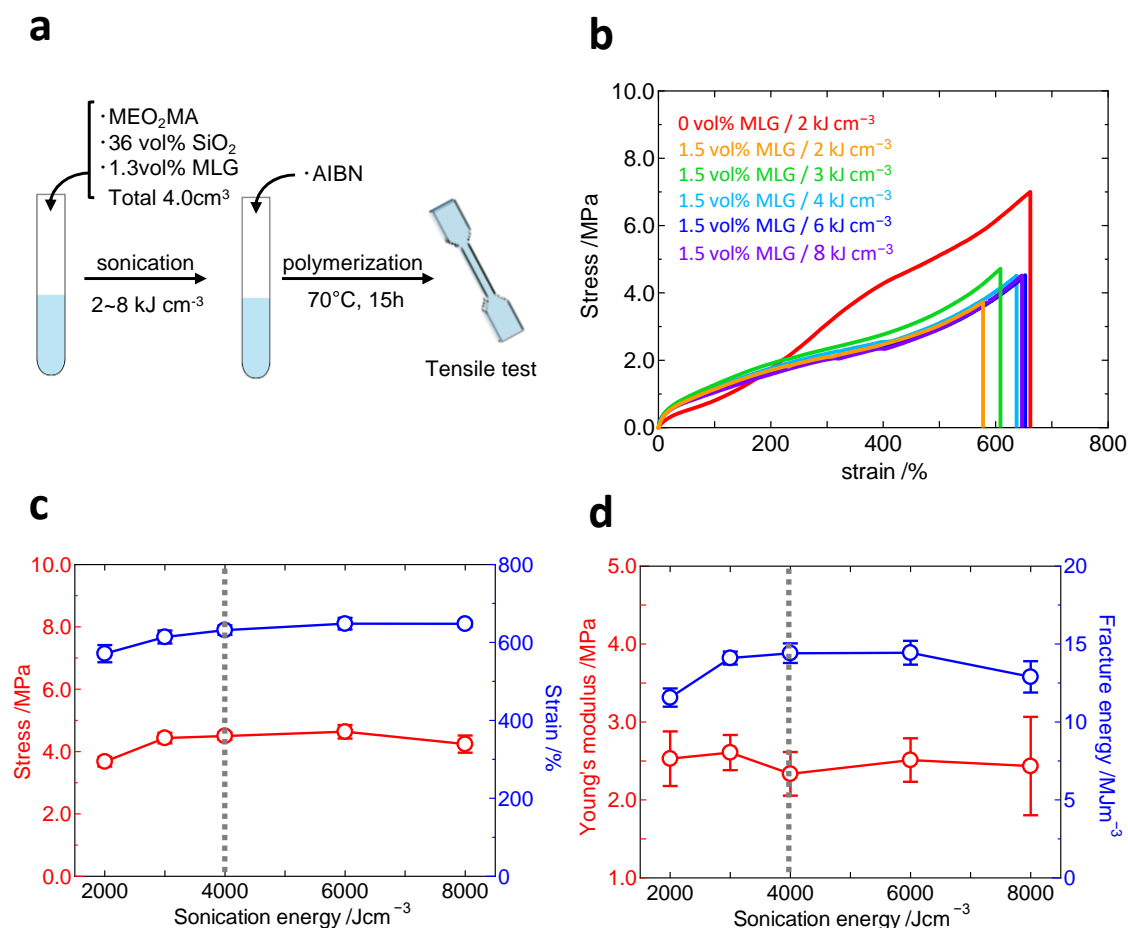 a
·MEO₂MA
·36 vol% SiO₂
·1.3vol% MLG
Total 4.0cm³
·AIBN
sonication
2~8 kJ cm⁻³
polymerization
70°C, 15h
Tensile test
b
10.0
8.0
6.0
4.0
2.0
0.0
Stress /MPa
0 vol% MLG / 2 kJ cm⁻³
1.5 vol% MLG / 2 kJ cm⁻³
1.5 vol% MLG / 3 kJ cm⁻³
1.5 vol% MLG / 4 kJ cm⁻³
1.5 vol% MLG / 6 kJ cm⁻³
1.5 vol% MLG / 8 kJ cm⁻³
0 200 400 600 800
strain /%
c
10.0
8.0
6.0
4.0
2.0
0.0
Stress /MPa
800
600
400
200
0
Strain /%
2000 4000 6000 8000
Sonication energy /Jcm⁻³
d
5.0
4.0
3.0
2.0
1.0
Young's modulus /MPa
20
15
10
5
0
Fracture energy /MJm⁻³
2000 4000 6000 8000
Sonication energy /Jcm⁻³